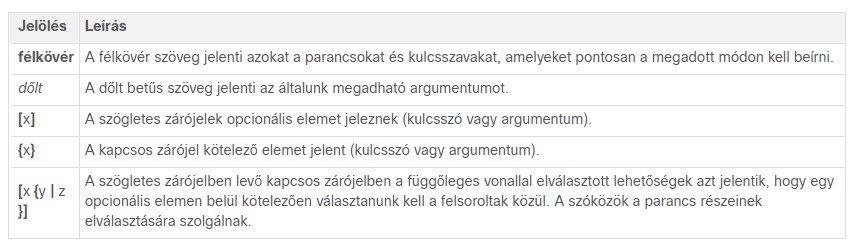 Jelölés Leírás
félkövér A félkövér szöveg jelenti azokat a parancsokat és kulcsszavakat, amelyeket pontosan a megadott módon kell beírni.
dőlt A dőlt betűs szöveg jelenti az általunk megadható argumentumot.
[x] A szögletes zárójelek opcionális elemet jeleznek (kulcsszó vagy argumentum).
{x} A kapcsos zárójel kötelező elemet jelent (kulcsszó vagy argumentum).
[x {y | z
}]
A szögletes zárójelben levő kapcsos zárójelben a függőleges vonallal elválasztott lehetőségek azt jelentik, hogy egy
opcionális elemen belül kötelezően választanunk kell a felsoroltak közül. A szóközök a parancs részeinek
elválasztására szolgálnak.